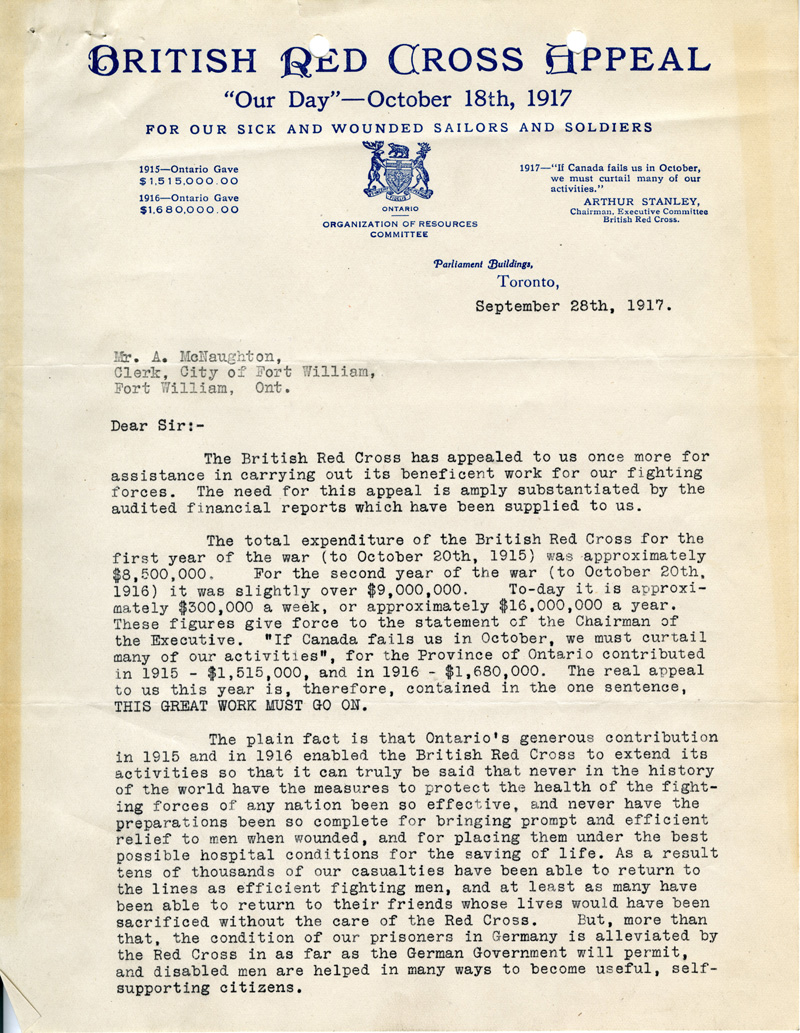 BRITISH RED CROSS APPEAL
"Our Day"—October 18th, 1917
FOR OUR SICK AND WOUNDED SAILORS AND SOLDIERS
1915—Ontario Gave
$1,515,000.00
1916—Ontario Gave
$1,680,000.00
ONTARIO
ORGANIZATION OF RESOURCES
COMMITTEE
1917—"If Canada fails us in October,
we must curtail many of our
activities."
ARTHUR STANLEY,
Chairman, Executive Committee
British Red Cross.
Parliament Buildings,
Toronto,
September 28th, 1917.
Mr. A. McNaughton,
Clerk, City of Fort William,
Fort William, Ont.
Dear Sir:-
The British Red Cross has appealed to us once more for
assistance in carrying out its beneficent work for our fighting
forces. The need for this appeal is amply substantiated by the
audited financial reports which have been supplied to us.
The total expenditure of the British Red Cross for the
first year of the war (to October 20th, 1915) was approximately
$8,500,000. For the second year of the war (to October 20th,
1916) it was slightly over $9,000,000. To-day it is approxi-
mately $300,000 a week, or approximately $16,000,000 a year.
These figures give force to the statement of the Chairman of
the Executive. "If Canada fails us in October, we must curtail
many of our activities", for the Province of Ontario contributed
in 1915 - $1,515,000, and in 1916 - $1,680,000. The real appeal
to us this year is, therefore, contained in the one sentence,
THIS GREAT WORK MUST GO ON.
The plain fact is that Ontario's generous contribution
in 1915 and in 1916 enabled the British Red Cross to extend its
activities so that it can truly be said that never in the history
of the world have the measures to protect the health of the fight-
ing forces of any nation been so effective, and never have the
preparations been so complete for bringing prompt and efficient
relief to men when wounded, and for placing them under the best
possible hospital conditions for the saving of life. As a result
tens of thousands of our casualties have been able to return to
the lines as efficient fighting men, and at least as many have
been able to return to their friends whose lives would have been
sacrificed without the care of the Red Cross. But, more than
that, the condition of our prisoners in Germany is alleviated by
the Red Cross in as far as the German Government will permit,
and disabled men are helped in many ways to become useful, self-
supporting citizens.